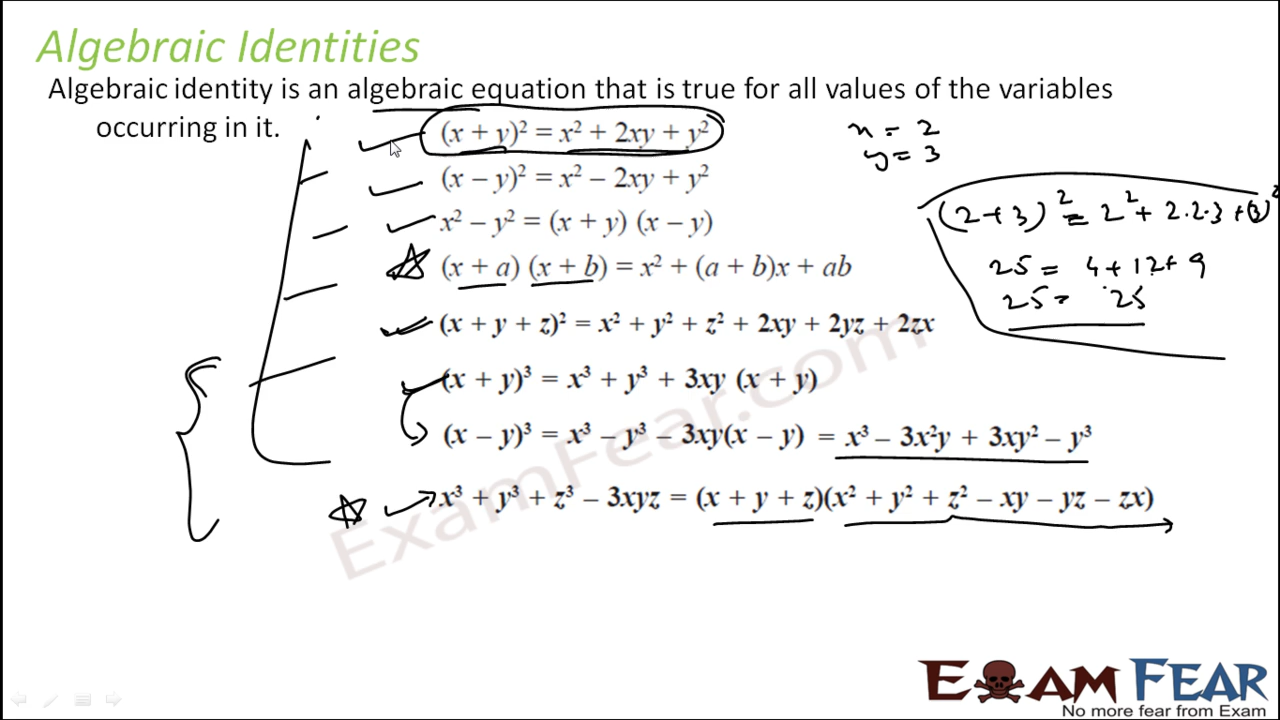 Algebraic Identities
Algebraic identity is an algebraic equation that is true for all values of the variables
occurring in it.
(x + y)² = x² + 2xy + y²
(x − y)² = x² − 2xy + y²
x² − y² = (x + y) (x − y)
(x + a) (x + b) = x² + (a + b)x + ab
(x + y + z)² = x² + y² + z² + 2xy + 2yz + 2zx
(x + y)³ = x³ + y³ + 3xy (x + y)
(x − y)³ = x³ − y³ − 3xy(x − y) = x³ − 3x²y + 3xy² − y³
x³ + y³ + z³ − 3xyz = (x + y + z)(x² + y² + z² − xy − yz − zx)
x = 2
y = 3
(2+3)² = 2² + 2.2.3 + (3)²
25 = 4+12+9
25 = 25
ExamFear.com
EXAM FEAR
No more fear from Exam